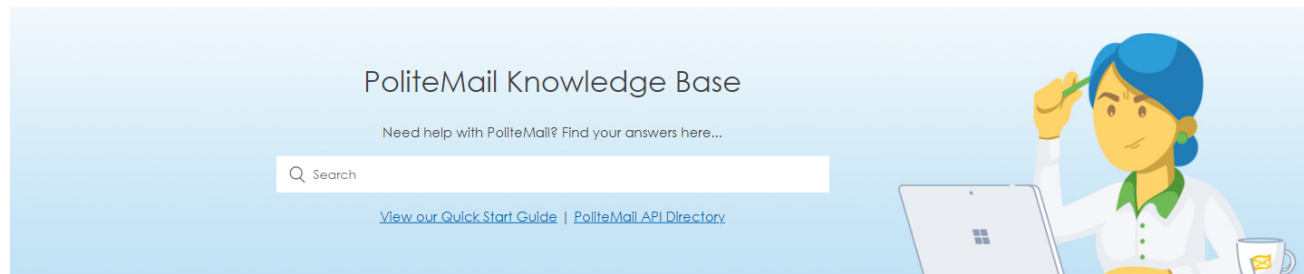 PoliteMail Knowledge Base
Need help with PoliteMail? Find your answers here...
Search
View our Quick Start Guide | PoliteMail API Directory